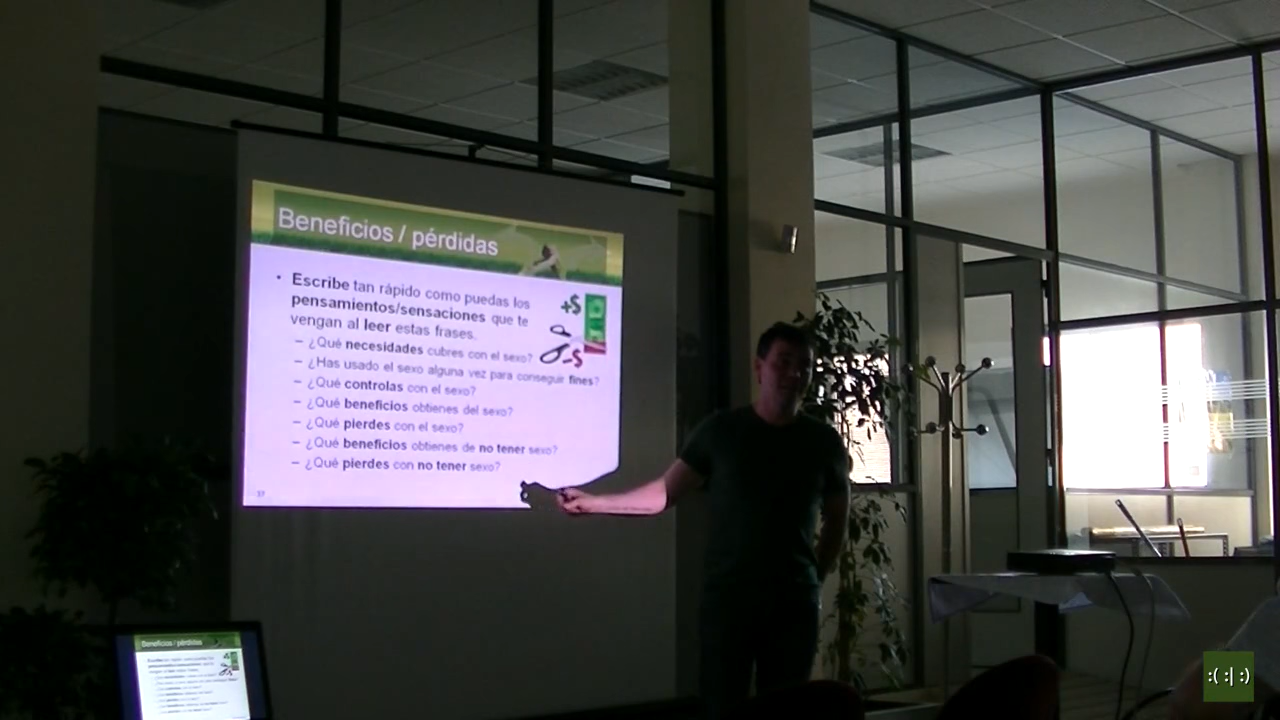 Beneficios / pérdidas
• Escribe tan rápido como puedas los
pensamientos/sensaciones que te
vengan al leer estas frases.
– ¿Qué necesidades cubres con el sexo?
– ¿Has usado el sexo alguna vez para conseguir fines?
– ¿Qué controlas con el sexo?
– ¿Qué beneficios obtienes del sexo?
– ¿Qué pierdes con el sexo?
– ¿Qué beneficios obtienes de no tener sexo?
– ¿Qué pierdes con no tener sexo?
+$
-$
Beneficios / pérdidas
:( :| :)